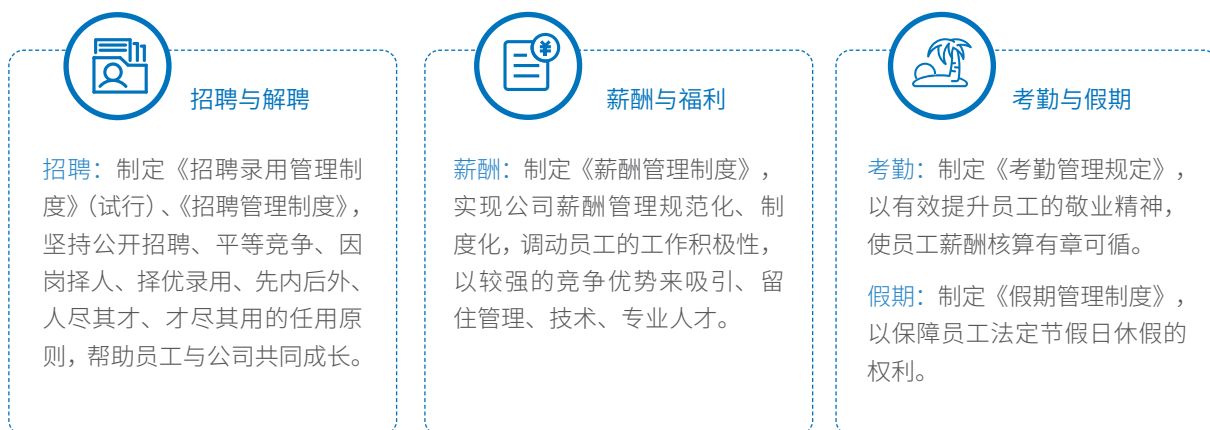 招聘与解聘
招聘：制定《招聘录用管理制
度》（试行）、《招聘管理制度》，
坚持公开招聘、平等竞争、因
岗择人、择优录用、先内后外、
人尽其才、才尽其用的任用原
则，帮助员工与公司共同成长。
¥
薪酬与福利
薪酬：制定《薪酬管理制度》，
实现公司薪酬管理规范化、制
度化，调动员工的工作积极性，
以较强的竞争优势来吸引、留
住管理、技术、专业人才。
考勤与假期
考勤：制定《考勤管理规定》，
以有效提升员工的敬业精神，
使员工薪酬核算有章可循。
假期：制定《假期管理制度》，
以保障员工法定节假日休假的
权利。